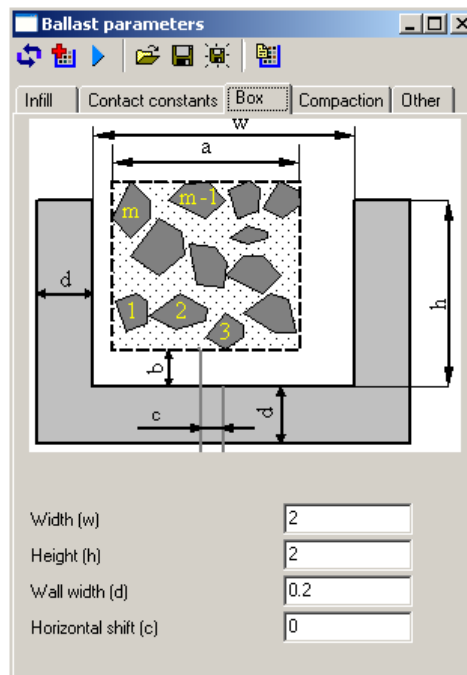 Ballast parameters
Infill Contact constants Box Compaction Other
w
a
m m-1
d
h
1 2 3
b
c d
Width (w) 2
Height (h) 2
Wall width (d) 0.2
Horizontal shift (c) 0